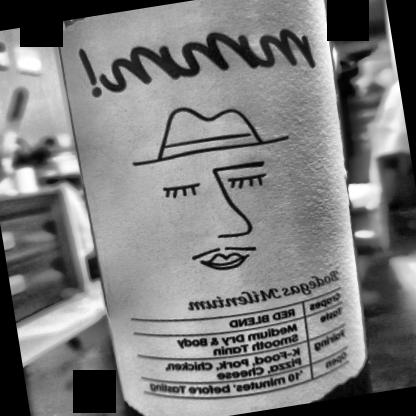 mmm!
Bodegas Milenium
Grapes RED BLEND
Taste Medium Dry & Body
Smooth Tanin
Pairing K-Food, Pork, Chicken,
Pizza, Cheese
Open '10 minutes' before Tasting